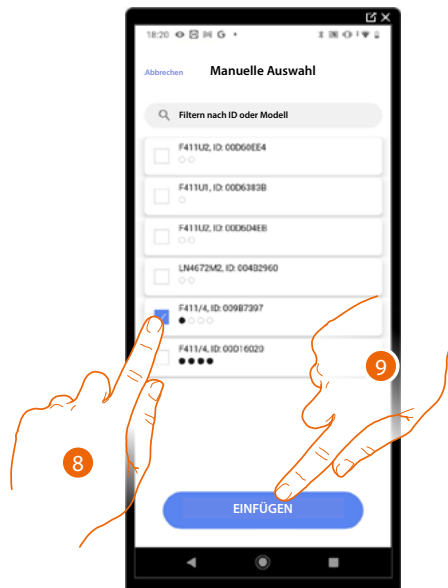 18:20
Abbrechen Manuelle Auswahl
Filtern nach ID oder Modell
F411U2, ID: 00D60EE4
F411U1, ID: 00D6383B
F411U2, ID: 00D6D4EB
LN4672M2, ID: 004B2960
F411/4, ID: 009B7397
F411/4, ID: 00D16020
9
8
EINFÜGEN